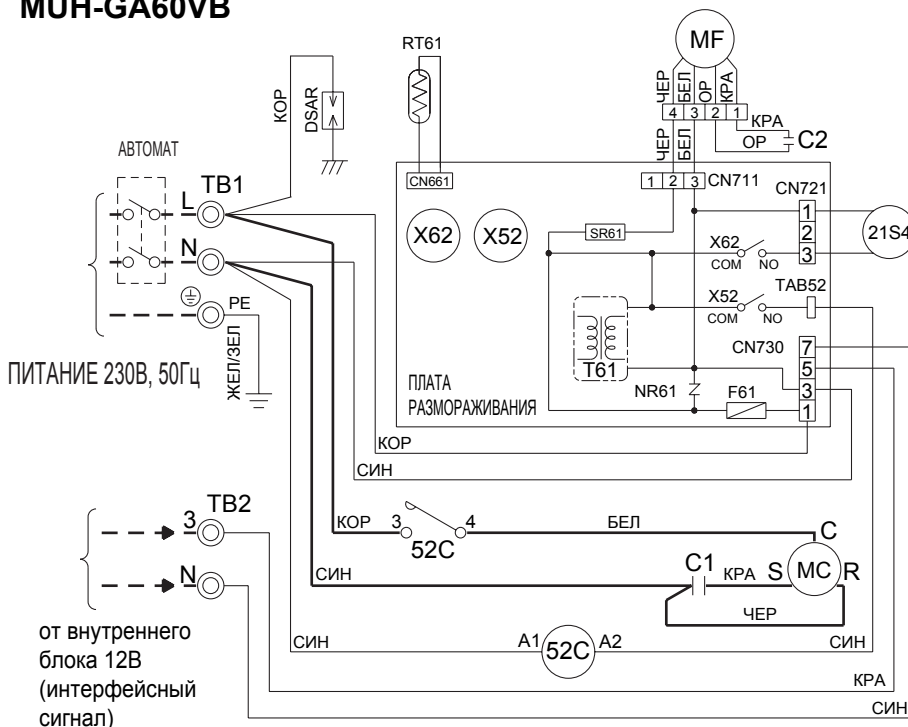 MUH-GA60VB
RT61
MF
КОР
DSAR
ЧЕР
БЕЛ
ОР
КРА
4 3 2 1
КРА
ОР
C2
АВТОМАТ
ЧЕР
БЕЛ
TB1
L
CN661
1 2 3
CN711
CN721
X62
X52
SR61
1
2
3
21S4
X62
COM
NO
N
X52
COM
NO
TAB52
PE
ЖЕЛ/ЗЕЛ
T61
CN730
7
5
3
1
ПИТАНИЕ 230В, 50Гц
ПЛАТА
РАЗМОРАЖИВАНИЯ
NR61
F61
КОР
СИН
TB2
3
КОР
3
4
52C
БЕЛ
C
N
СИН
C1
КРА
S
MC
R
ЧЕР
от внутреннего
блока 12В
(интерфейсный
сигнал)
СИН
A1
52C
A2
СИН
КРА
СИН